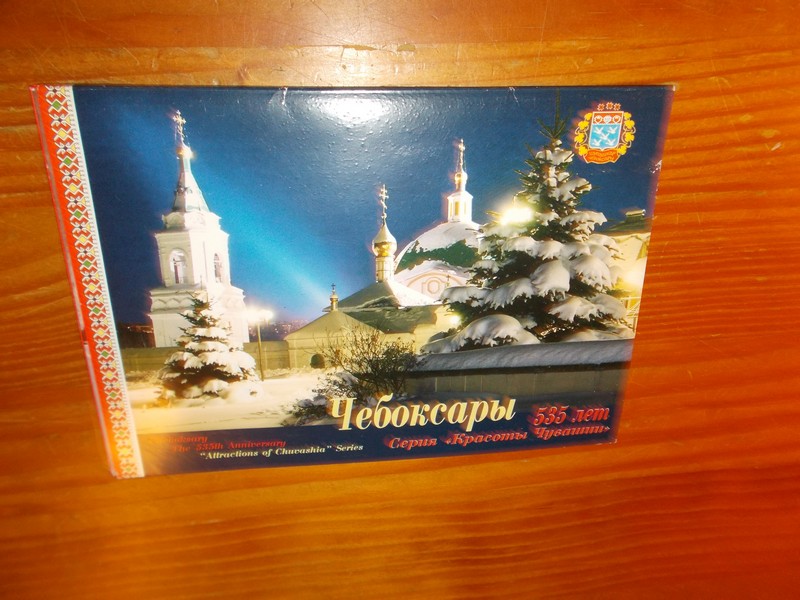 Чебоксары
535 лет
Серия «Красоты Чувашии»
The 535th Anniversary
"Attractions of Chuvashia" Series